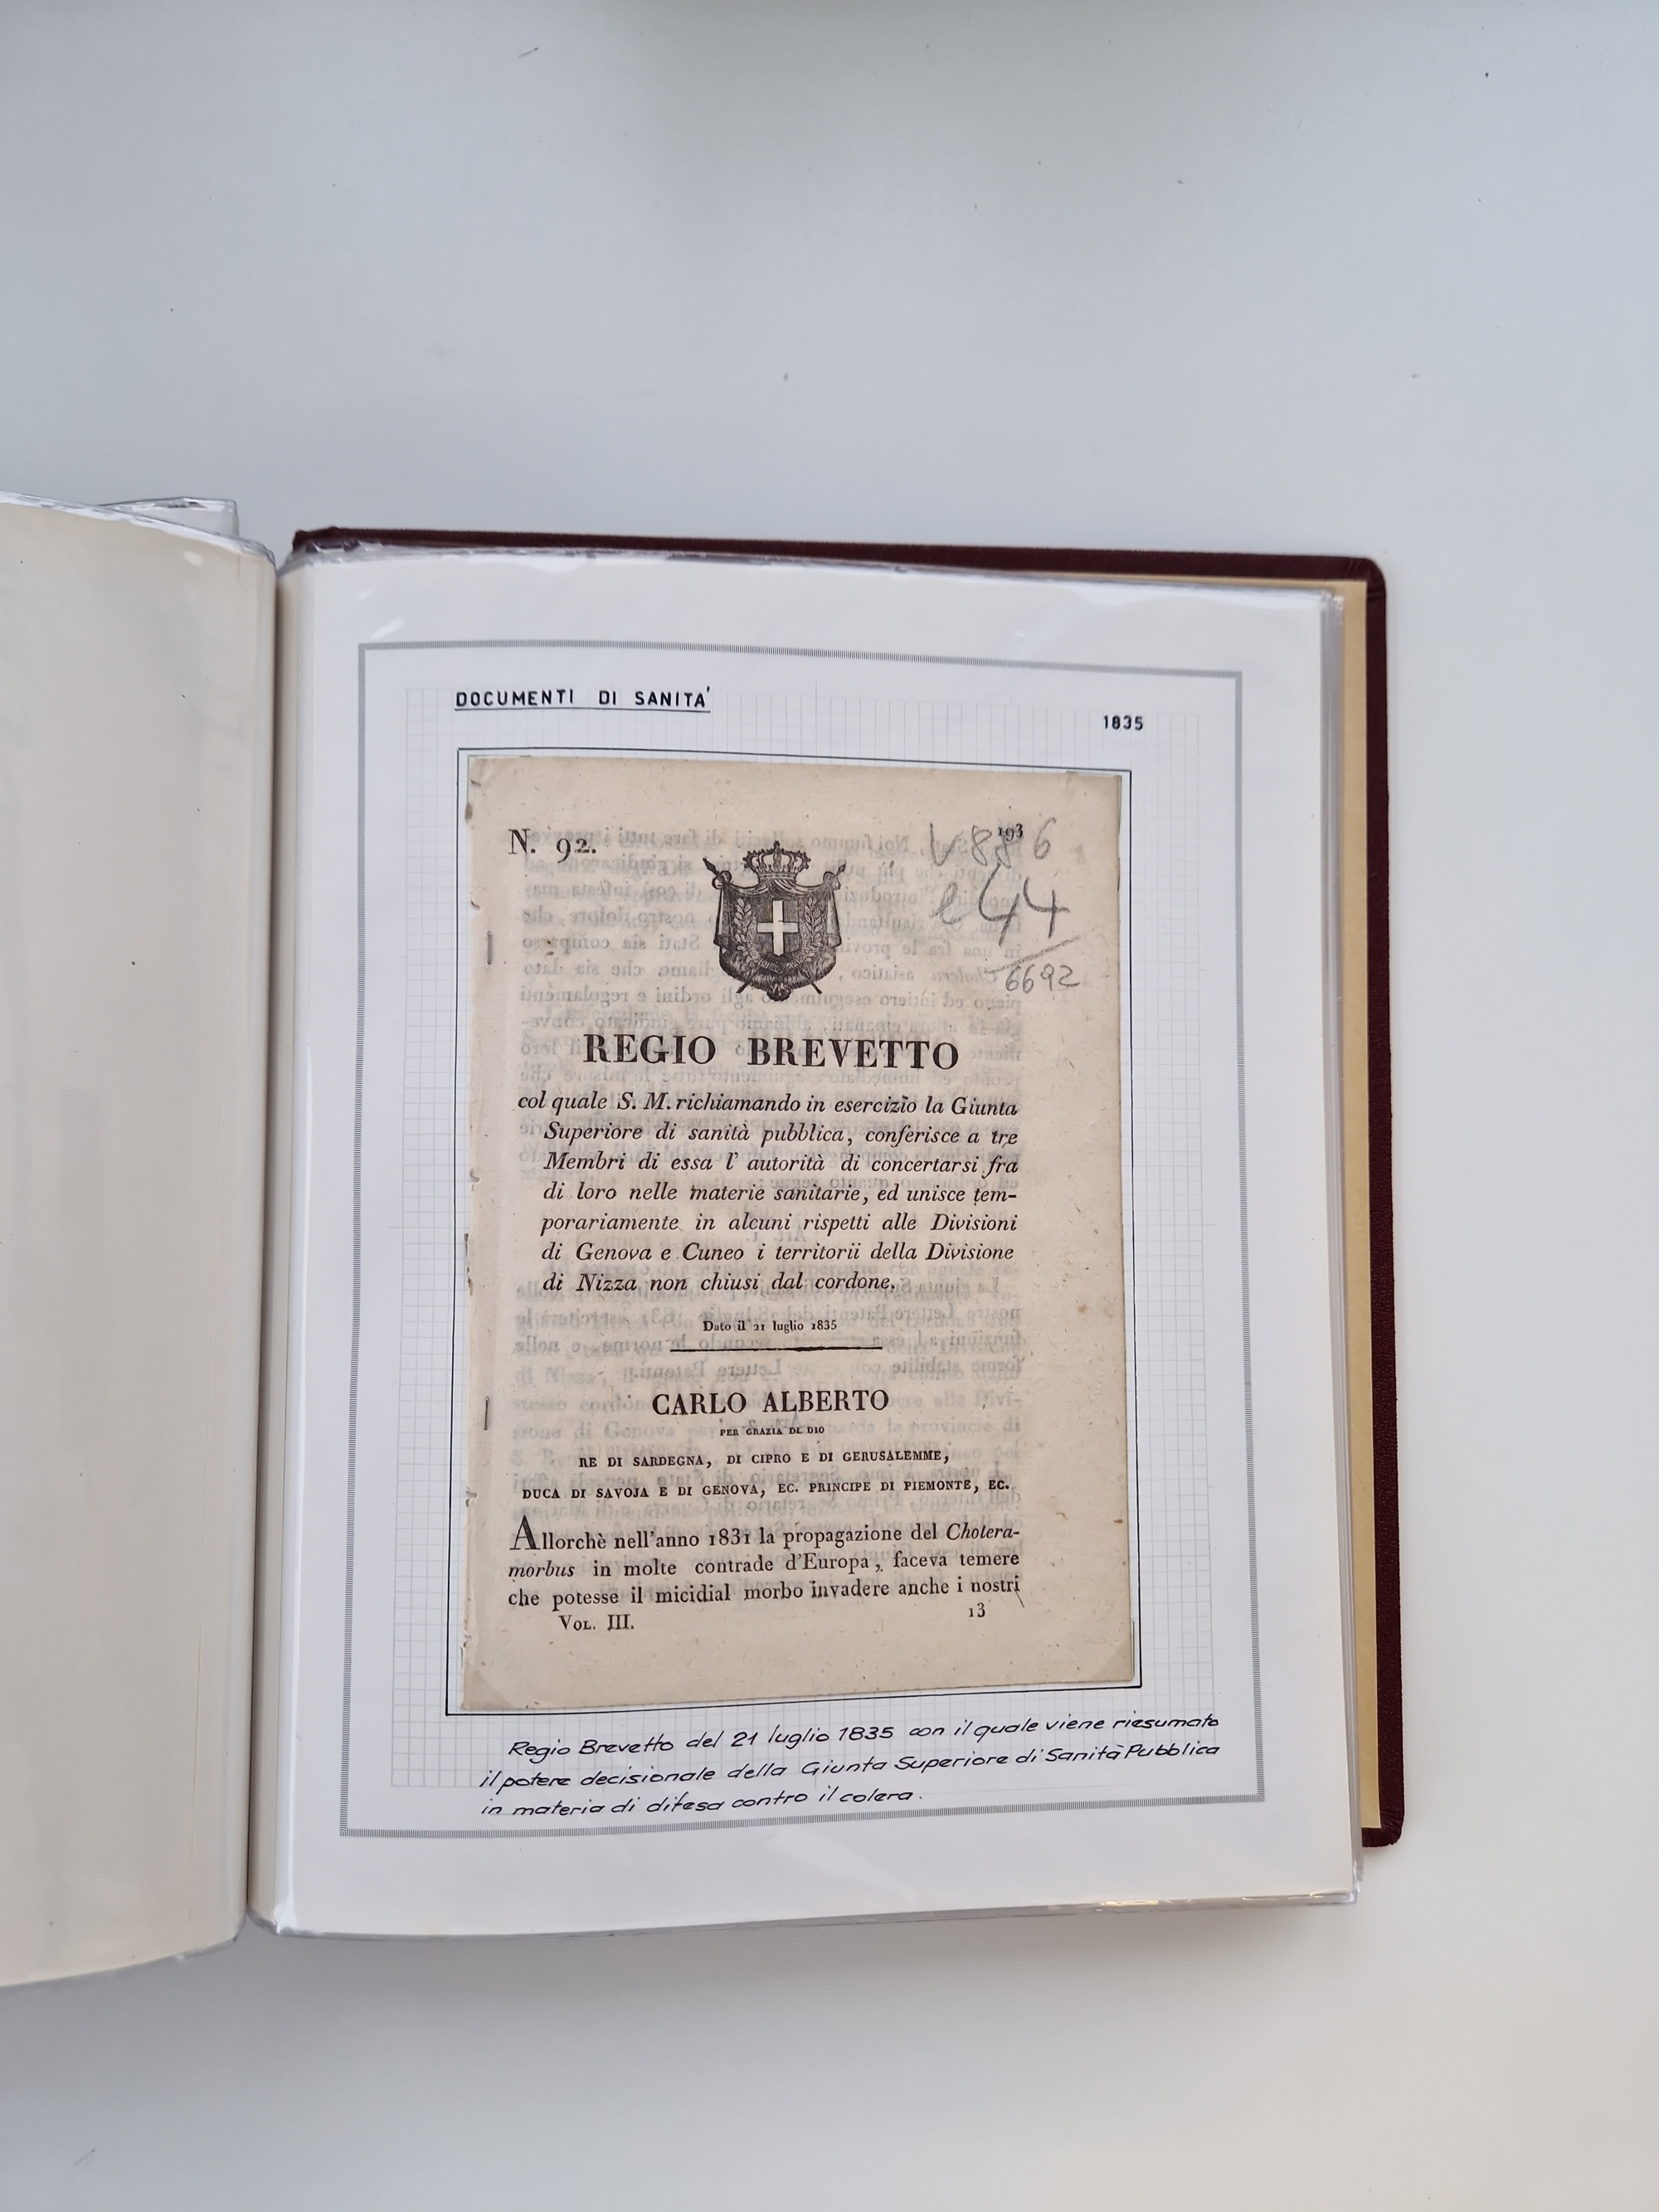 DOCUMENTI DI SANITA'
1835
N. 92.
193
e 44
6692
REGIO BREVETTO
col quale S. M. richiamando in esercizio la Giunta
Superiore di sanità pubblica, conferisce a tre
Membri di essa l' autorità di concertarsi fra
di loro nelle materie sanitarie, ed unisce tem-
porariamente in alcuni rispetti alle Divisioni
di Genova e Cuneo i territorii della Divisione
di Nizza non chiusi dal cordone.
Dato il 21 luglio 1835
CARLO ALBERTO
PER GRAZIA DI DIO
RE DI SARDEGNA, DI CIPRO E DI GERUSALEMME,
DUCA DI SAVOJA E DI GENOVA, EC. PRINCIPE DI PIEMONTE, EC.
Allorchè nell'anno 1831 la propagazione del Cholera-
morbus in molte contrade d'Europa, faceva temere
che potesse il micidial morbo invadere anche i nostri
VOL. III. 13
Regio Brevetto del 21 luglio 1835 con il quale viene riesumato
il potere decisionale della Giunta Superiore di Sanità Pubblica
in materia di difesa contro il colera.